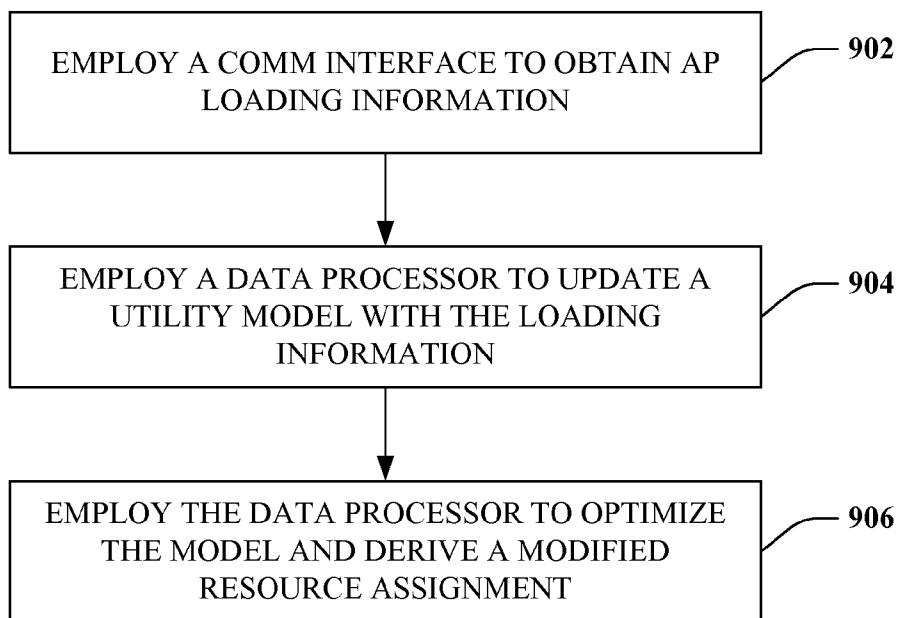 EMPLOY A COMM INTERFACE TO OBTAIN AP
LOADING INFORMATION
902
EMPLOY A DATA PROCESSOR TO UPDATE A
UTILITY MODEL WITH THE LOADING
INFORMATION
904
EMPLOY THE DATA PROCESSOR TO OPTIMIZE
THE MODEL AND DERIVE A MODIFIED
RESOURCE ASSIGNMENT
906